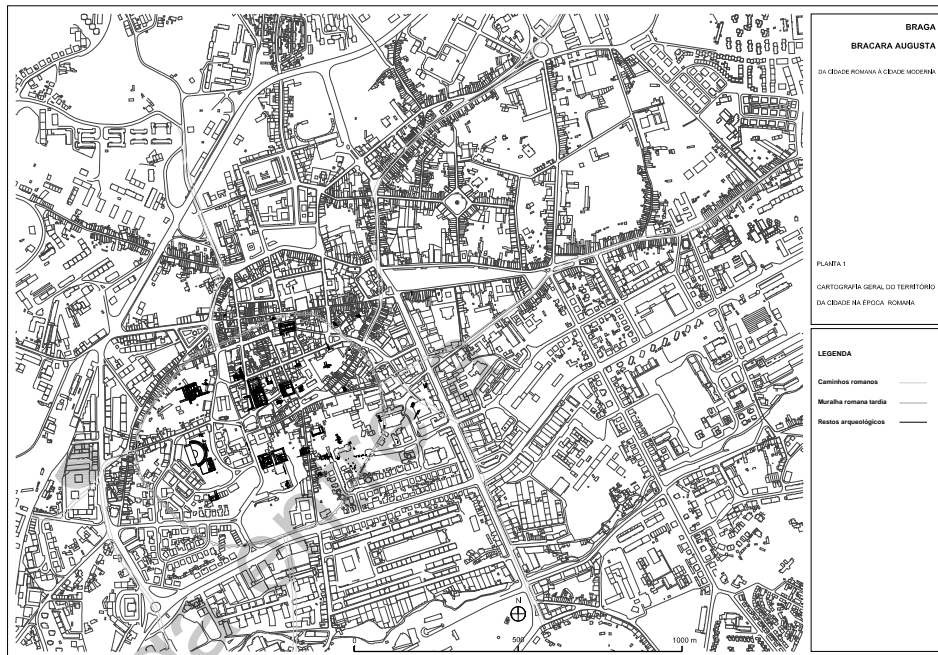 BRAGA
BRACARA AUGUSTA
DA CIDADE ROMANA À CIDADE MODERNA
PLANTA 1
CARTOGRAFIA GERAL DO TERRITÓRIO
DA CIDADE NA ÉPOCA ROMANA
LEGENDA
Caminhos romanos
Muralha romana tardia
Restos arqueológicos
N
0 500 1000 m